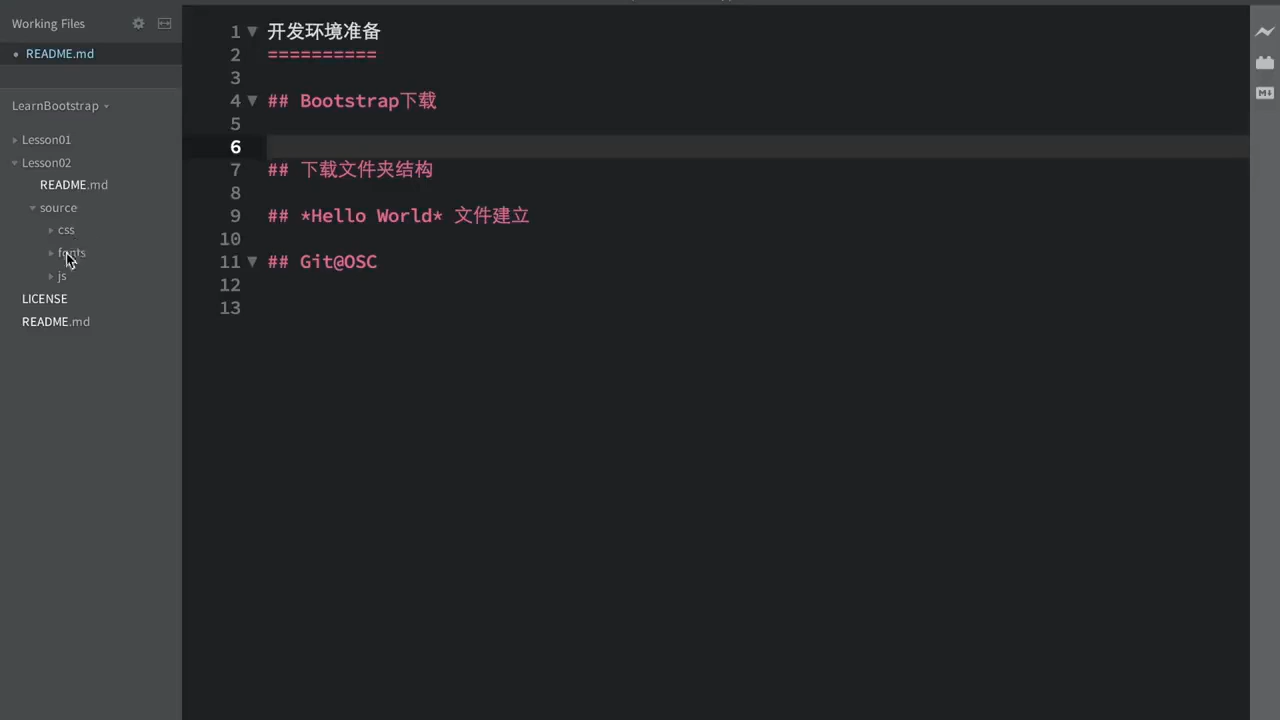 Working Files
README.md
LearnBootstrap
Lesson01
Lesson02
README.md
source
css
fonts
js
LICENSE
README.md
1 开发环境准备
2 ==========
3
4 ## Bootstrap下载
5
6
7 ## 下载文件夹结构
8
9 ## *Hello World* 文件建立
10
11 ## Git@OSC
12
13
M↓